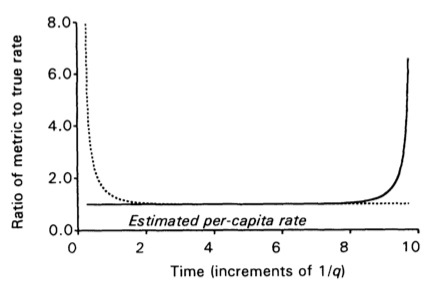 Ratio of metric to true rate
8.0
6.0
4.0
2.0
0.0
Estimated per-capita rate
0 2 4 6 8 10
Time (increments of 1/q)